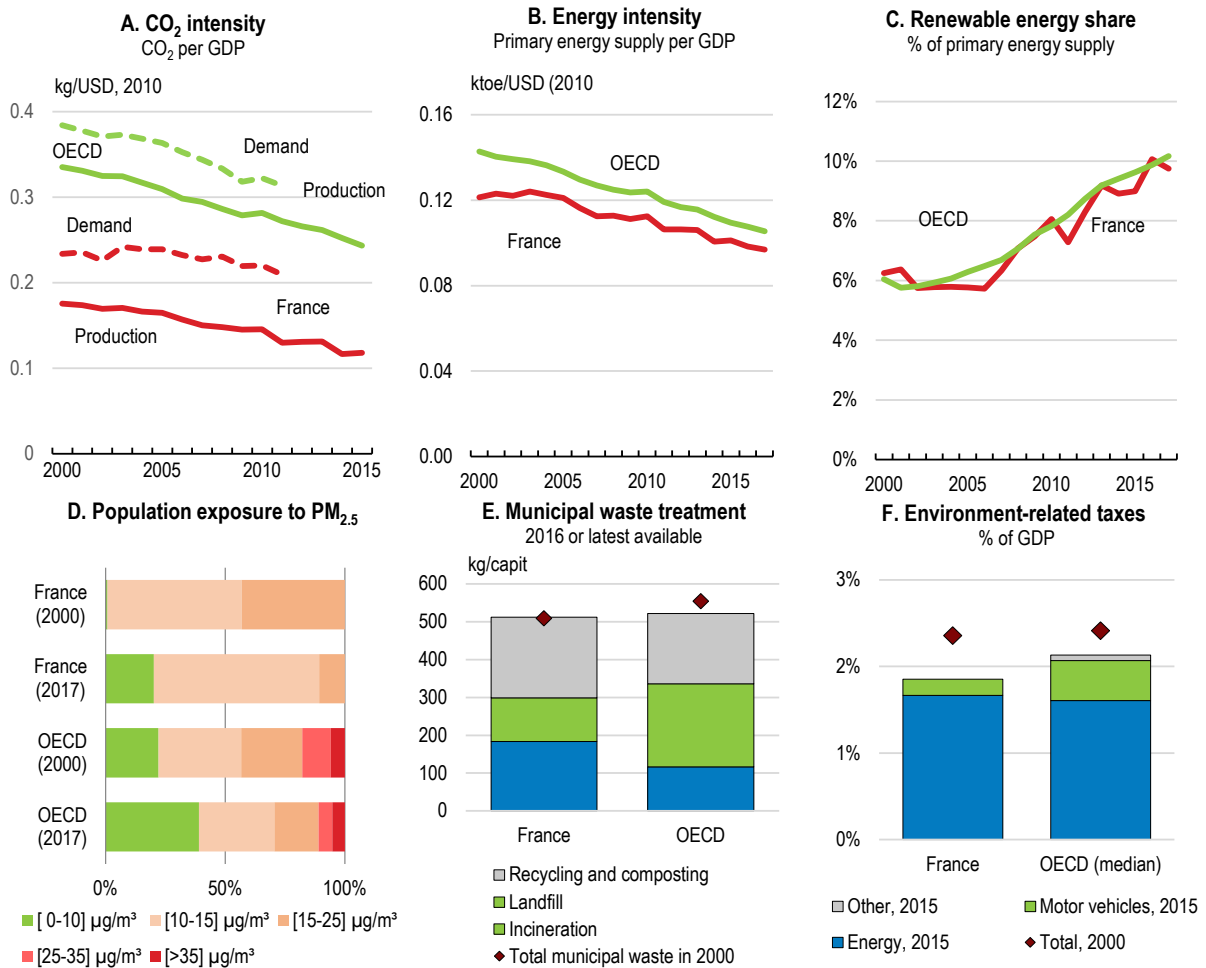 A. CO₂ intensity
CO₂ per GDP
kg/USD, 2010
0.4
0.3
0.2
0.1
0
OECD
Demand
Production
Demand
France
Production
2000 2005 2010 2015
B. Energy intensity
Primary energy supply per GDP
ktoe/USD (2010
0.16
0.12
0.08
0.04
0.00
OECD
France
2000 2005 2010 2015
C. Renewable energy share
% of primary energy supply
12%
10%
8%
6%
4%
2%
0%
OECD
France
2000 2005 2010 2015
D. Population exposure to PM₂.₅
France
(2000)
France
(2017)
OECD
(2000)
OECD
(2017)
0% 50% 100%
[ 0-10] µg/m³ [10-15] µg/m³ [15-25] µg/m³
[25-35] µg/m³ [>35] µg/m³
E. Municipal waste treatment
2016 or latest available
kg/capit
600
500
400
300
200
100
0
France OECD
Recycling and composting
Landfill
Incineration
Total municipal waste in 2000
F. Environment-related taxes
% of GDP
3%
2%
1%
0%
France OECD (median)
Other, 2015 Motor vehicles, 2015
Energy, 2015 Total, 2000